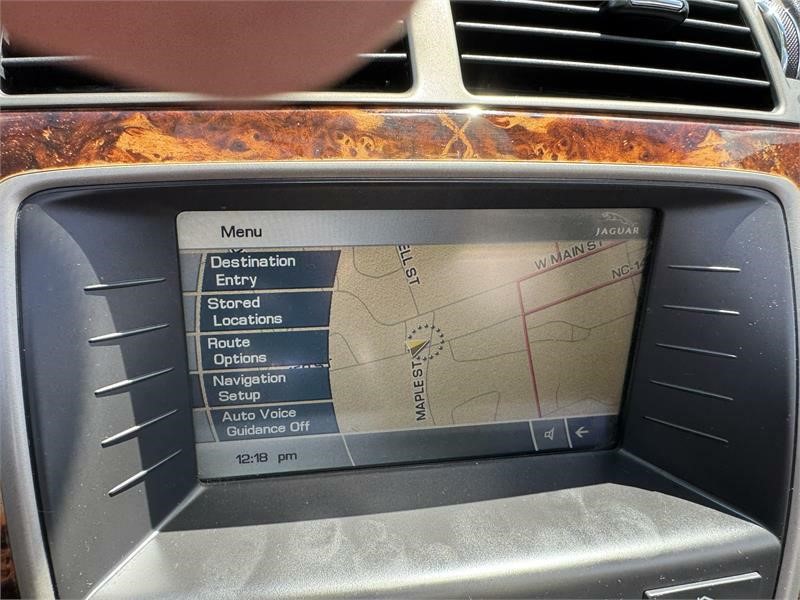 Menu
JAGUAR
Destination
Entry
Stored
Locations
Route
Options
Navigation
Setup
Auto Voice
Guidance Off
12:18 pm
W MAIN ST
MAPLE ST